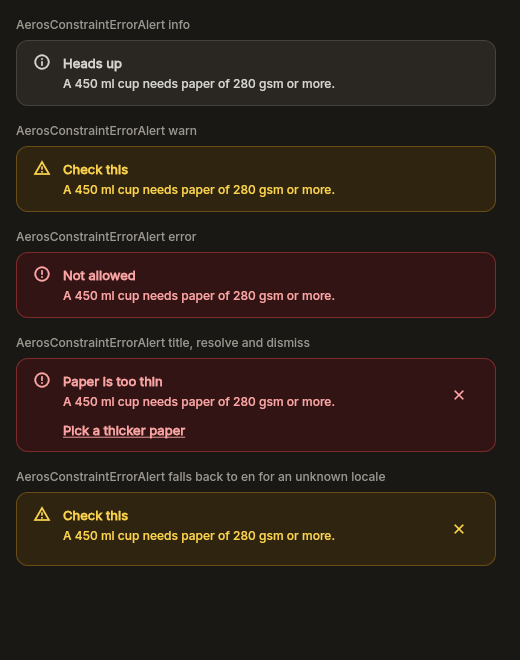 AerosConstraintErrorAlert info
Heads up
A 450 ml cup needs paper of 280 gsm or more.
AerosConstraintErrorAlert warn
Check this
A 450 ml cup needs paper of 280 gsm or more.
AerosConstraintErrorAlert error
Not allowed
A 450 ml cup needs paper of 280 gsm or more.
AerosConstraintErrorAlert title, resolve and dismiss
Paper is too thin
A 450 ml cup needs paper of 280 gsm or more.
Pick a thicker paper
AerosConstraintErrorAlert falls back to en for an unknown locale
Check this
A 450 ml cup needs paper of 280 gsm or more.